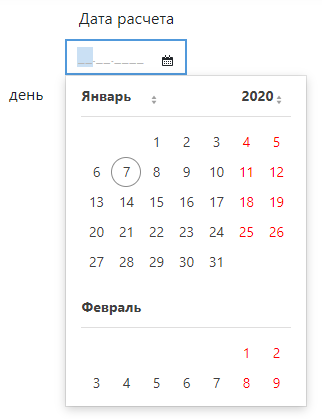 Дата расчета
__.__.____
день
Январь 2020
1 2 3 4 5
6 7 8 9 10 11 12
13 14 15 16 17 18 19
20 21 22 23 24 25 26
27 28 29 30 31
Февраль
1 2
3 4 5 6 7 8 9